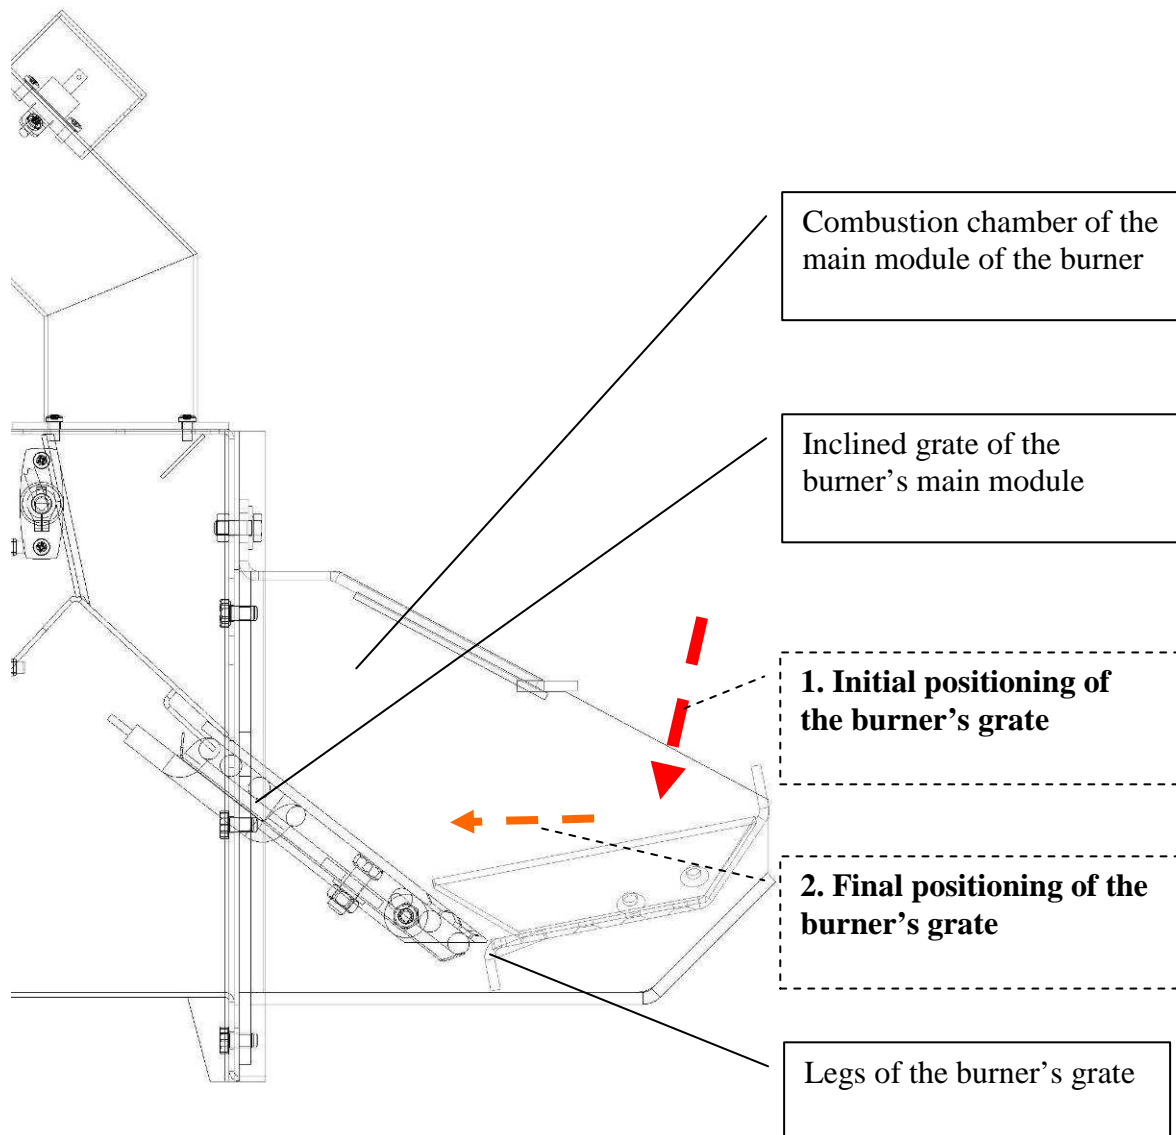 Combustion chamber of the
main module of the burner
Inclined grate of the
burner’s main module
1. Initial positioning of
the burner’s grate
2. Final positioning of the
burner’s grate
Legs of the burner’s grate